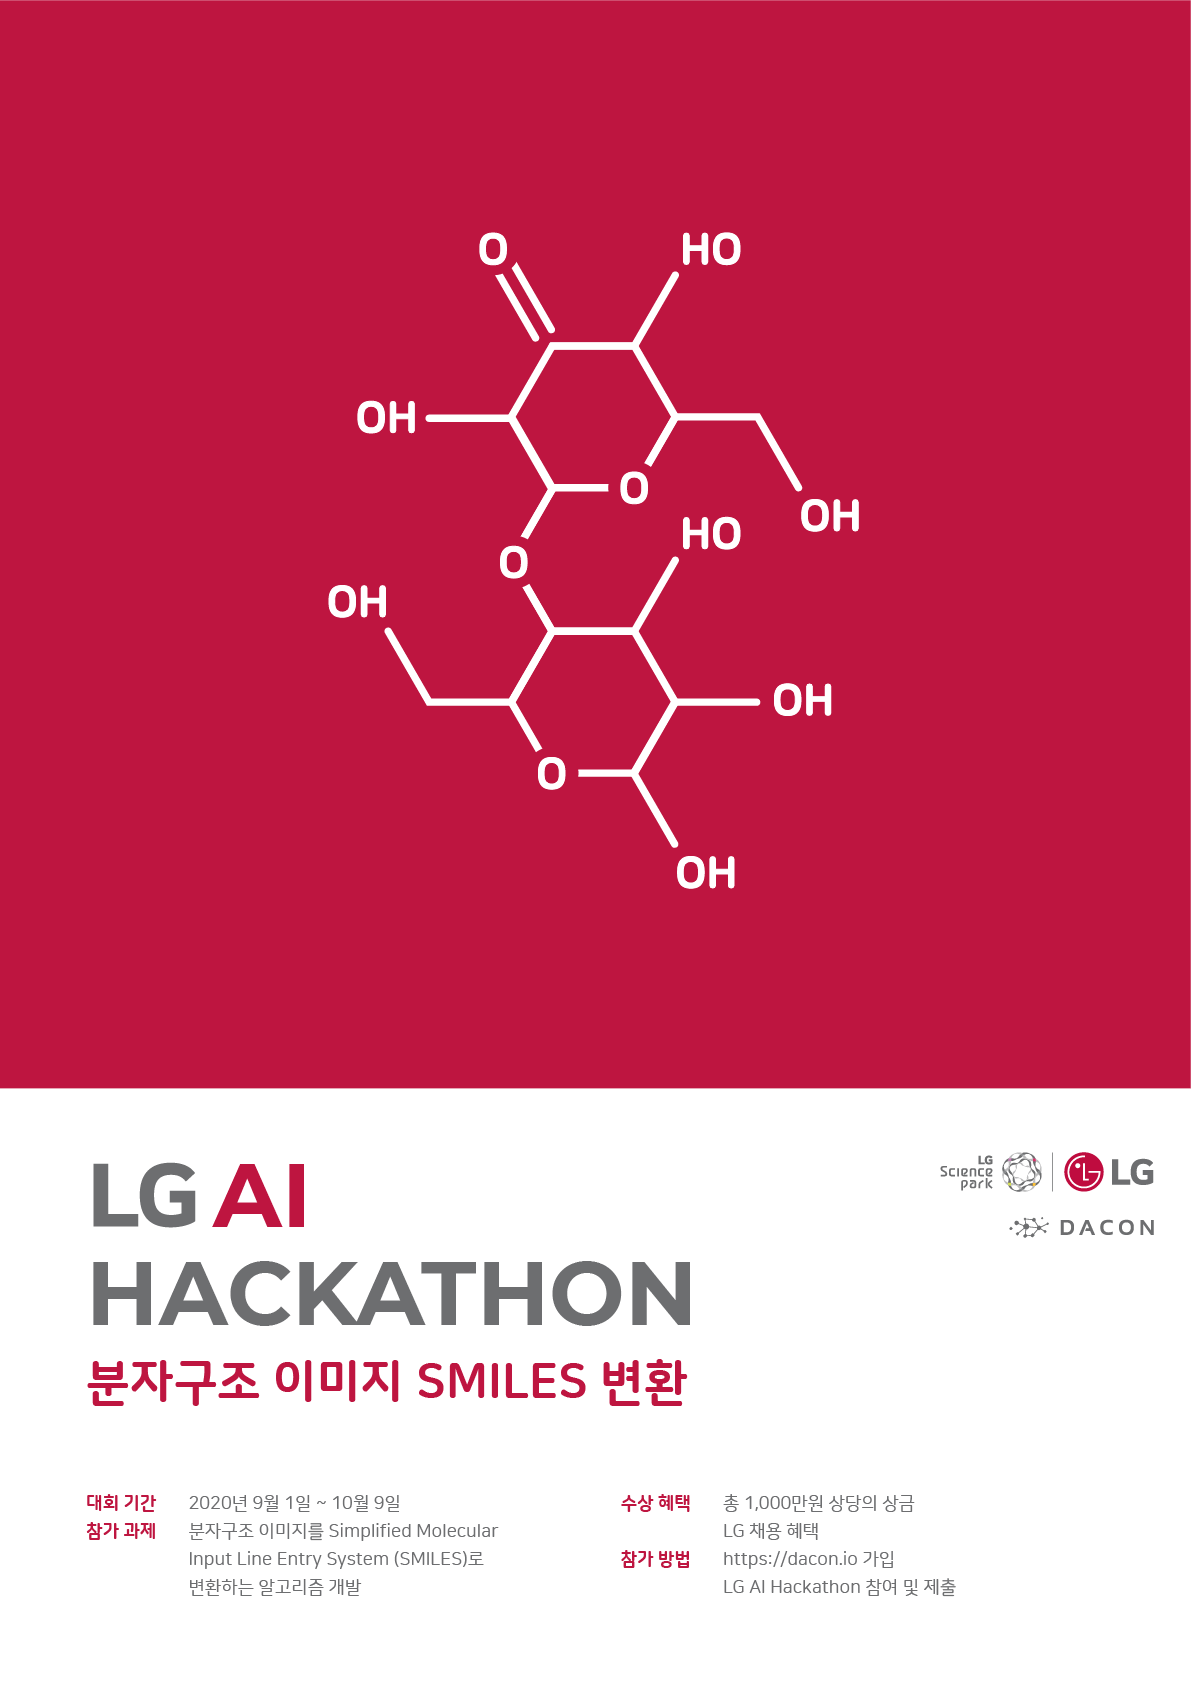 O
HO
OH
O
OH
HO
O
OH
OH
O
OH
LG AI
HACKATHON
분자구조 이미지 SMILES 변환
LG
Science
park
LG
DACON
대회 기간 2020년 9월 1일 ~ 10월 9일
참가 과제 분자구조 이미지를 Simplified Molecular
Input Line Entry System (SMILES)로
변환하는 알고리즘 개발
수상 혜택 총 1,000만원 상당의 상금
LG 채용 혜택
참가 방법 https://dacon.io 가입
LG AI Hackathon 참여 및 제출